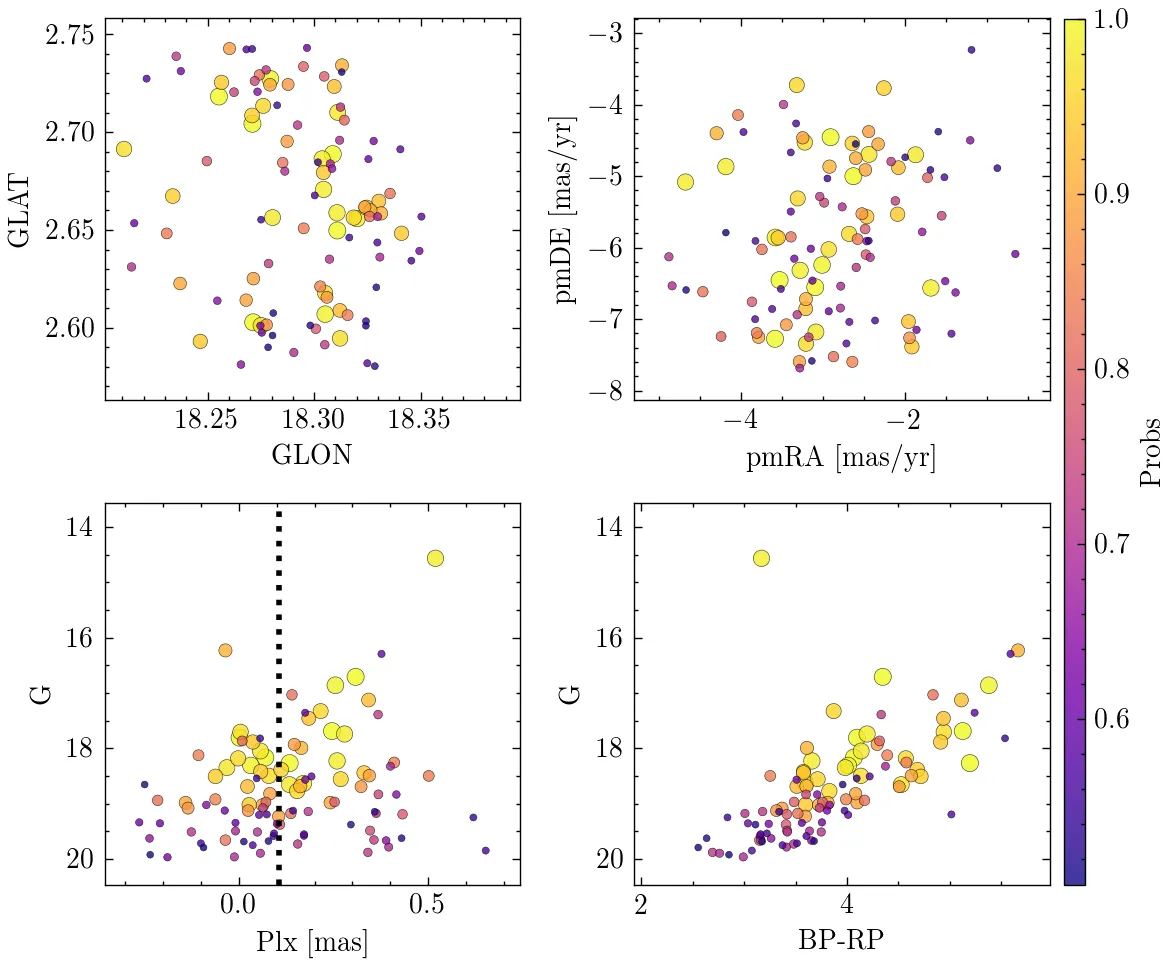 2.75
2.70
2.65
2.60
GLAT
18.25 18.30 18.35
GLON
−3
−4
−5
−6
−7
−8
pmDE [mas/yr]
−4 −2
pmRA [mas/yr]
1.0
0.9
0.8
0.7
0.6
Probs
14
16
18
20
G
0.0 0.5
Plx [mas]
14
16
18
20
G
2 4
BP-RP